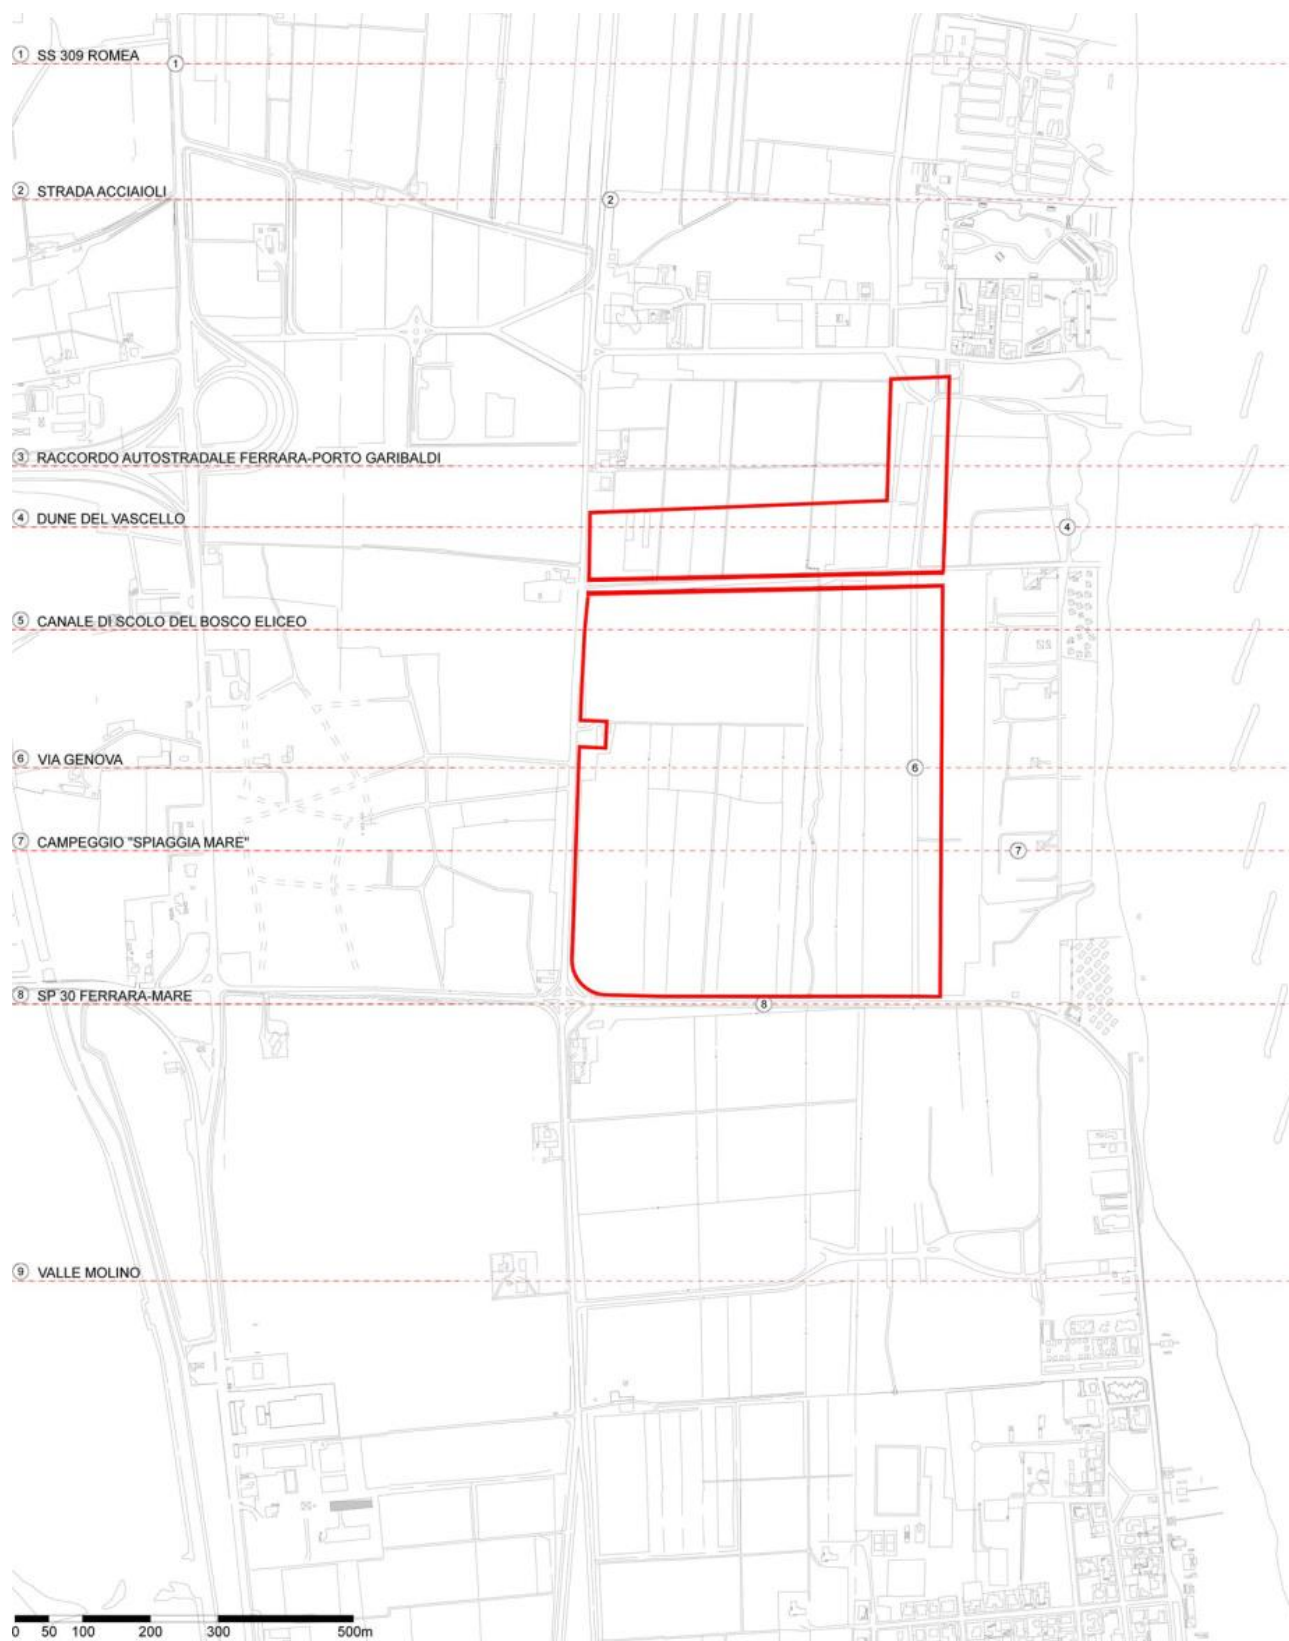 1 SS 309 ROMEA
1
2 STRADA ACCIAIOLI
2
3 RACCORDO AUTOSTRADALE FERRARA-PORTO GARIBALDI
4 DUNE DEL VASCELLO
4
5 CANALE DI SCOLO DEL BOSCO ELICEO
6 VIA GENOVA
6
7 CAMPEGGIO "SPIAGGIA MARE"
7
8 SP 30 FERRARA-MARE
8
9 VALLE MOLINO
0 50 100 200 300 500m